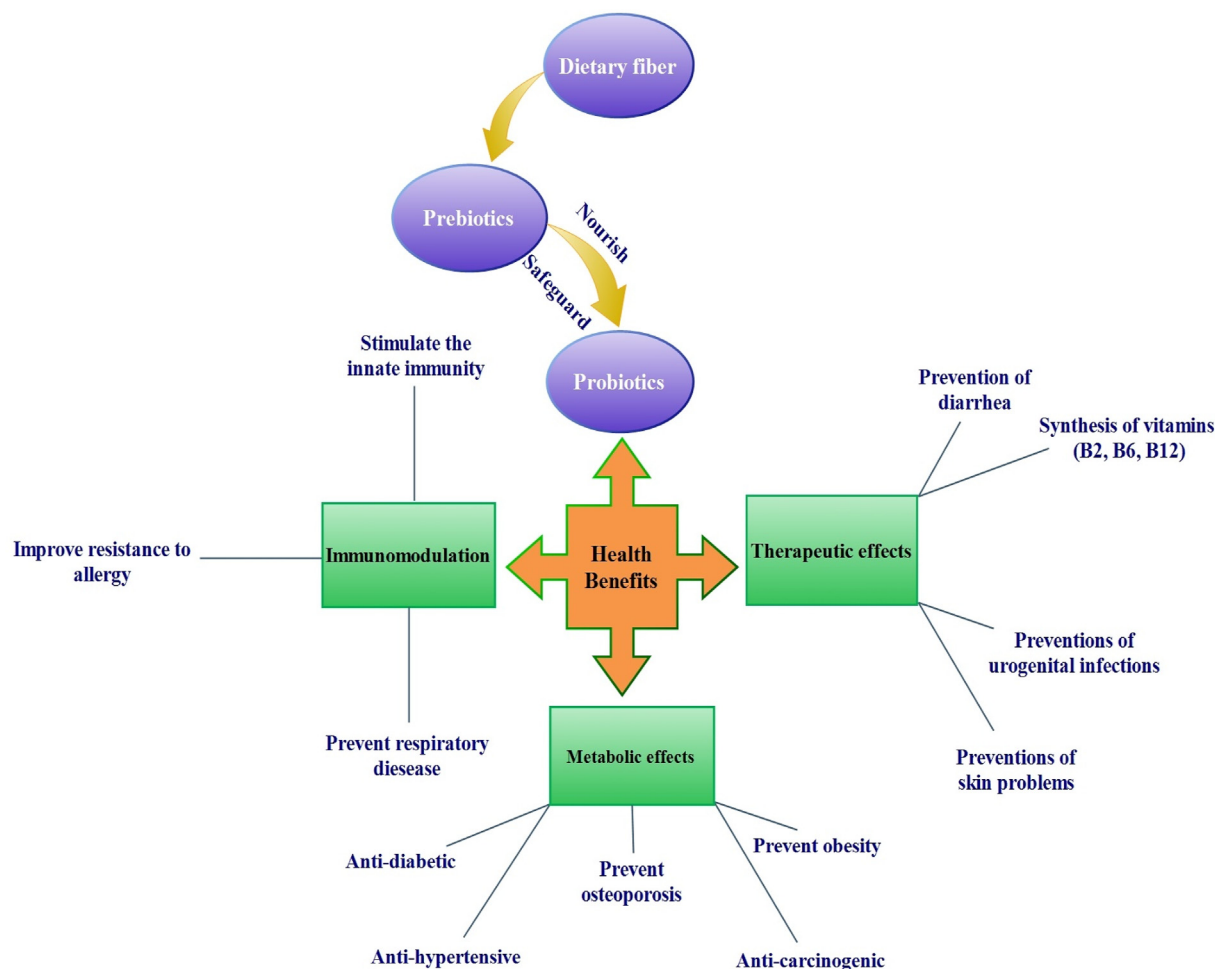 Dietary fiber
Prebiotics
Nourish
Safeguard
Probiotics
Stimulate the
innate immunity
Improve resistance to
allergy
Immunomodulation
Prevent respiratory
diesease
Health
Benefits
Therapeutic effects
Prevention of
diarrhea
Synthesis of vitamins
(B2, B6, B12)
Preventions of
urogenital infections
Preventions of
skin problems
Metabolic effects
Anti-diabetic
Anti-hypertensive
Prevent
osteoporosis
Prevent obesity
Anti-carcinogenic